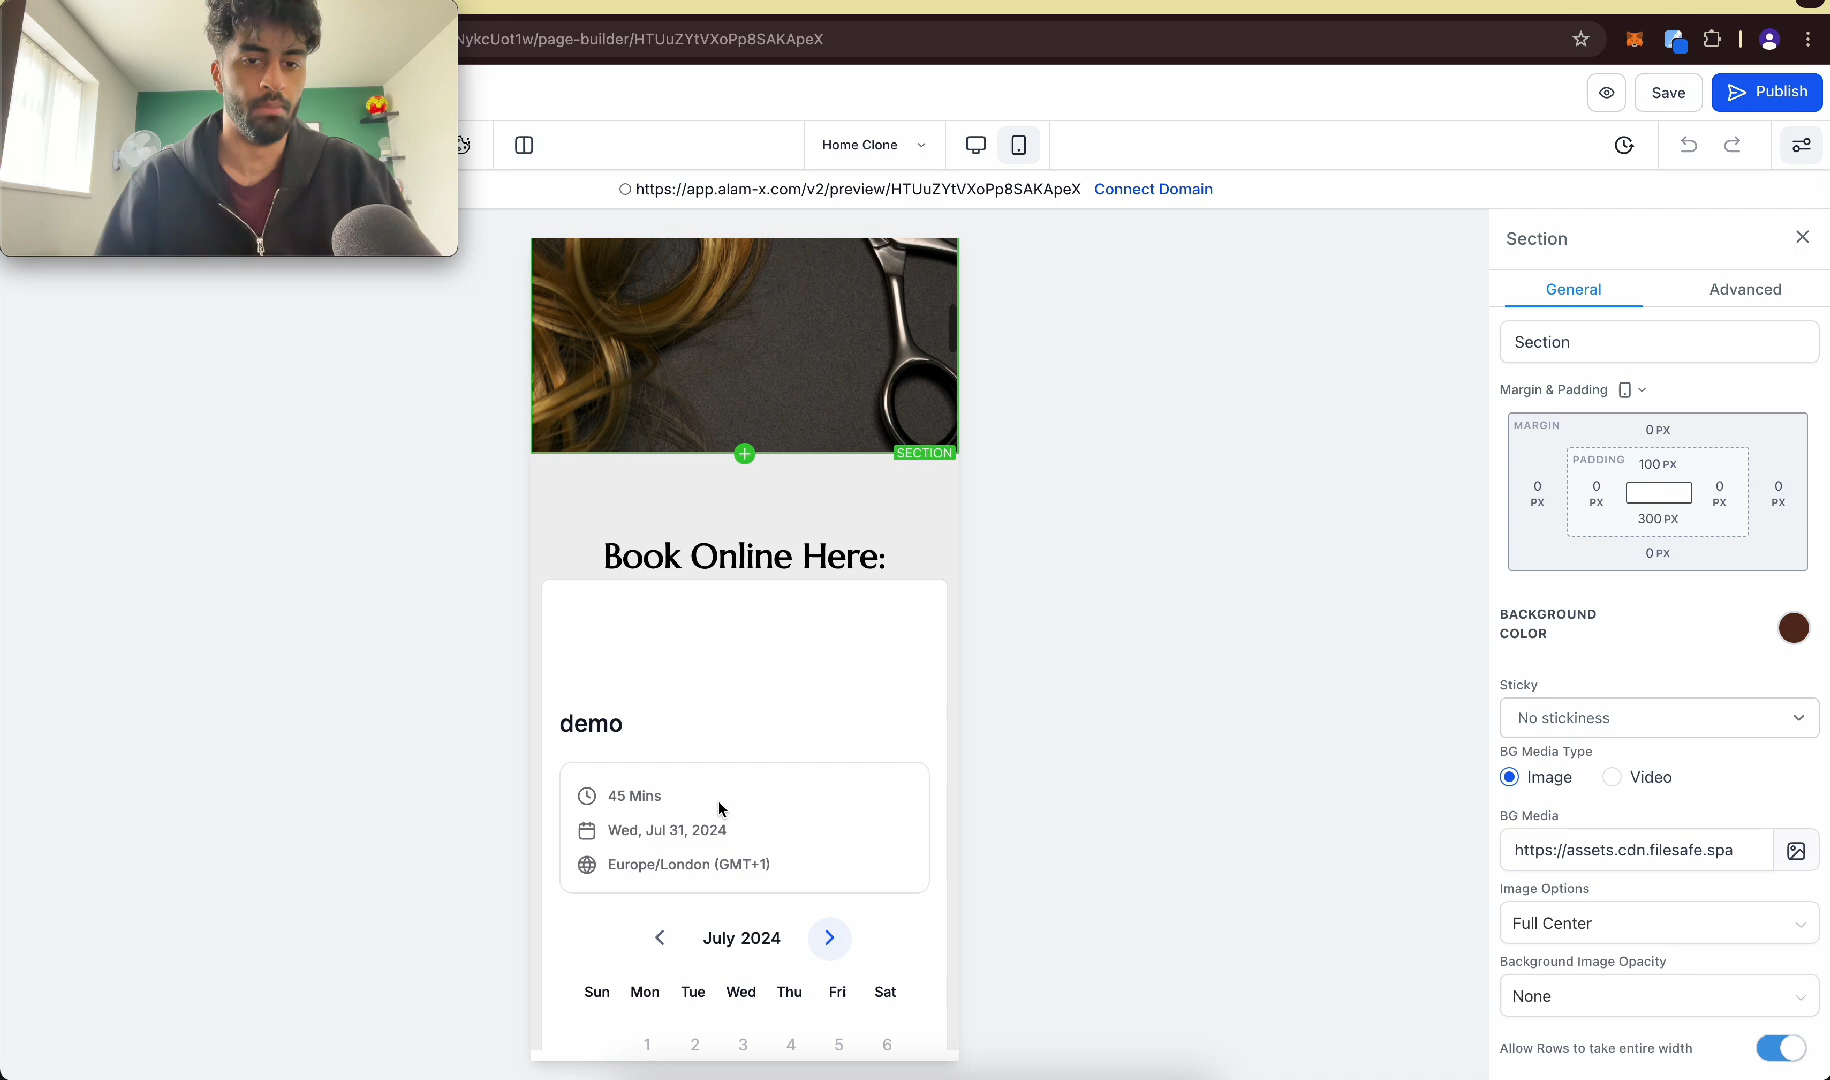 NykcUot1w/page-builder/HTUuZYtVXoPp8SAKApeX
Save
Publish
Home Clone
https://app.alam-x.com/v2/preview/HTUuZYtVXoPp8SAKApeX Connect Domain
Section
General Advanced
Section
Margin & Padding
MARGIN
0 PX
PADDING
100 PX
0 PX
0 PX
0 PX
0 PX
300 PX
0 PX
SECTION
Book Online Here:
demo
45 Mins
Wed, Jul 31, 2024
Europe/London (GMT+1)
July 2024
Sun Mon Tue Wed Thu Fri Sat
1 2 3 4 5 6
BACKGROUND
COLOR
Sticky
No stickiness
BG Media Type
Image Video
BG Media
https://assets.cdn.filesafe.spa
Image Options
Full Center
Background Image Opacity
None
Allow Rows to take entire width